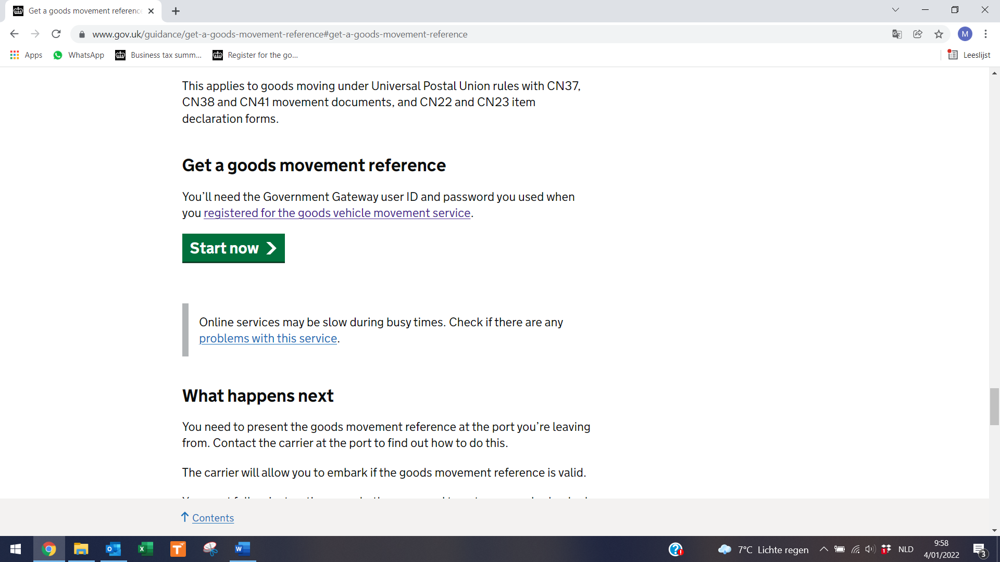 Get a goods movement reference
www.gov.uk/guidance/get-a-goods-movement-reference#get-a-goods-movement-reference
M
Apps
WhatsApp
Business tax summ...
Register for the go...
Leeslijst
This applies to goods moving under Universal Postal Union rules with CN37,
CN38 and CN41 movement documents, and CN22 and CN23 item
declaration forms.
Get a goods movement reference
You’ll need the Government Gateway user ID and password you used when
you registered for the goods vehicle movement service.
Start now
Online services may be slow during busy times. Check if there are any
problems with this service.
What happens next
You need to present the goods movement reference at the port you’re leaving
from. Contact the carrier at the port to find out how to do this.
The carrier will allow you to embark if the goods movement reference is valid.
Contents
7°C Lichte regen
NLD
9:58
4/01/2022
3